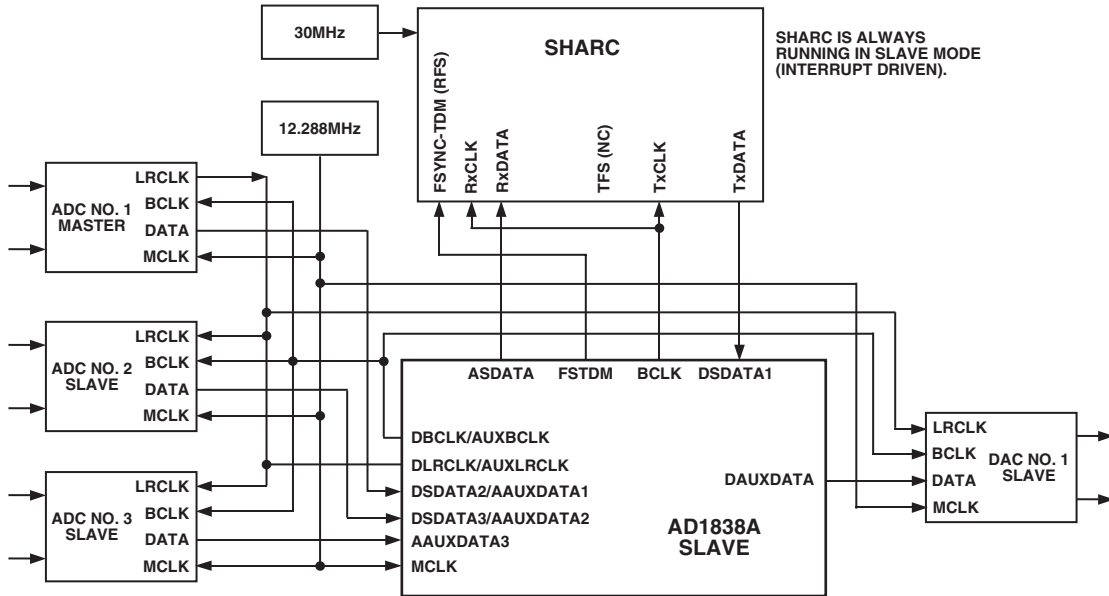 30MHz
SHARC
SHARC IS ALWAYS
RUNNING IN SLAVE MODE
(INTERRUPT DRIVEN).
12.288MHz
FSYNC-TDM (RFS)
RxCLK
RxDATA
TFS (NC)
TxCLK
TxDATA
ADC NO. 1
MASTER
LRCLK
BCLK
DATA
MCLK
ADC NO. 2
SLAVE
LRCLK
BCLK
DATA
MCLK
ADC NO. 3
SLAVE
LRCLK
BCLK
DATA
MCLK
ASDATA FSTDM BCLK DSDATA1
DBCLK/AUXBCLK
DLRCLK/AUXLRCLK
DSDATA2/AAUXDATA1
DSDATA3/AAUXDATA2
AAUXDATA3
MCLK
DAUXDATA
AD1838A
SLAVE
LRCLK
BCLK
DATA
MCLK
DAC NO. 1
SLAVE